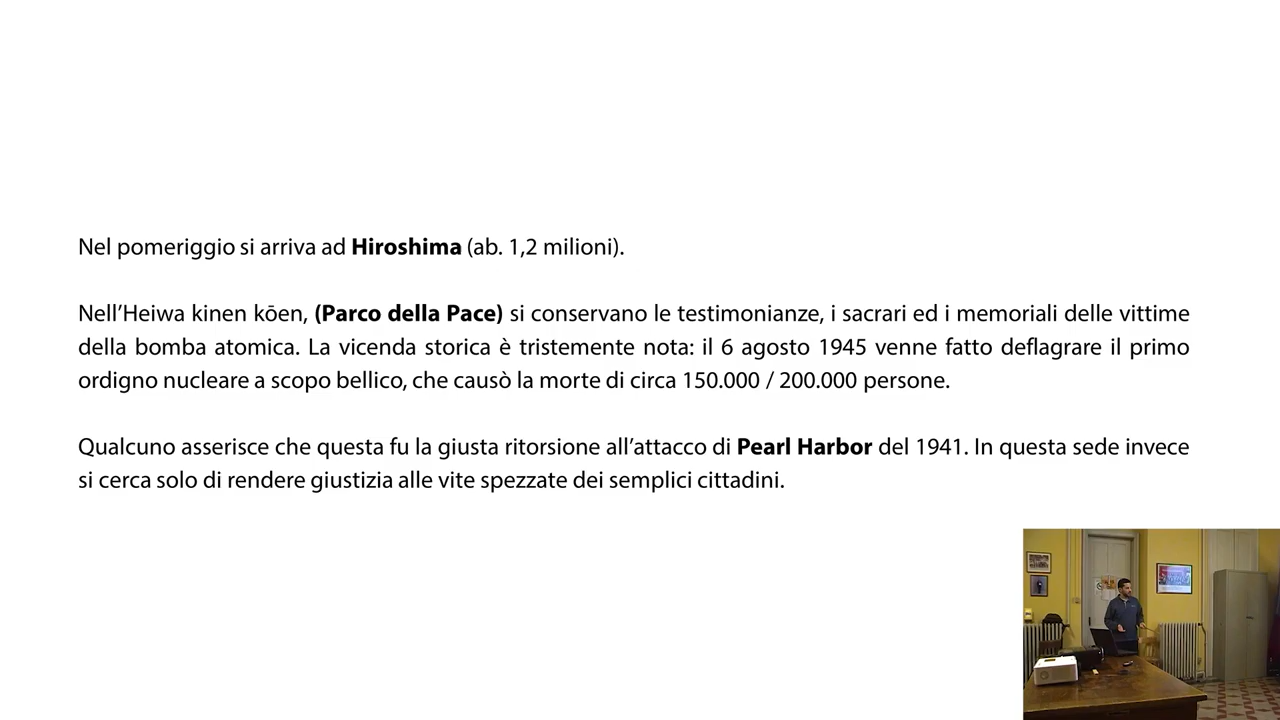 Nel pomeriggio si arriva ad Hiroshima (ab. 1,2 milioni).
Nell’Heiwa kinen kōen, (Parco della Pace) si conservano le testimonianze, i sacrari ed i memoriali delle vittime
della bomba atomica. La vicenda storica è tristemente nota: il 6 agosto 1945 venne fatto deflagrare il primo
ordigno nucleare a scopo bellico, che causò la morte di circa 150.000 / 200.000 persone.
Qualcuno asserisce che questa fu la giusta ritorsione all’attacco di Pearl Harbor del 1941. In questa sede invece
si cerca solo di rendere giustizia alle vite spezzate dei semplici cittadini.